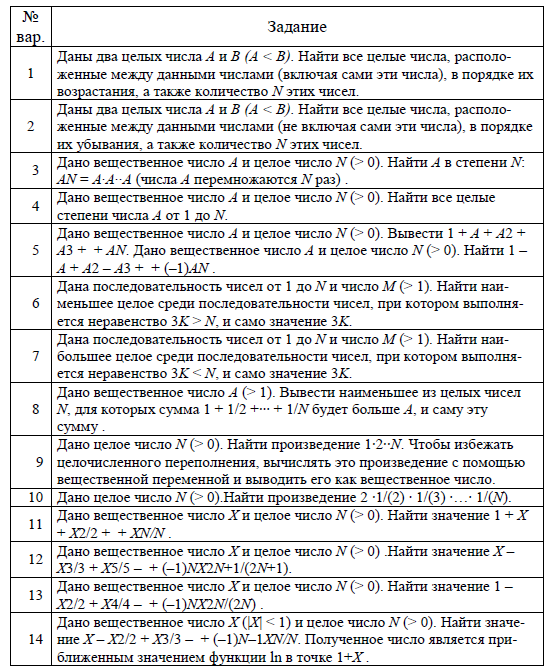 №
вар.
Задание
1
Даны два целых числа A и B (A < B). Найти все целые числа, располо-
женные между данными числами (включая сами эти числа), в порядке их
возрастания, а также количество N этих чисел.
2
Даны два целых числа A и B (A < B). Найти все целые числа, располо-
женные между данными числами (не включая сами эти числа), в порядке
их убывания, а также количество N этих чисел.
3
Дано вещественное число A и целое число N (> 0). Найти A в степени N:
AN = A·A··A (числа A перемножаются N раз) .
4
Дано вещественное число A и целое число N (> 0). Найти все целые
степени числа A от 1 до N.
5
Дано вещественное число A и целое число N (> 0). Вывести 1 + A + A2 +
A3 + + AN. Дано вещественное число A и целое число N (> 0). Найти 1 –
A + A2 – A3 + + (–1)AN .
6
Дана последовательность чисел от 1 до N и число M (> 1). Найти наи-
меньшее целое среди последовательности чисел, при котором выполня-
ется неравенство 3K > N, и само значение 3K.
7
Дана последовательность чисел от 1 до N и число M (> 1). Найти наи-
большее целое среди последовательности чисел, при котором выполня-
ется неравенство 3K < N, и само значение 3K.
8
Дано вещественное число A (> 1). Вывести наименьшее из целых чисел
N, для которых сумма 1 + 1/2 +··· + 1/N будет больше A, и саму эту
сумму .
9
Дано целое число N (> 0). Найти произведение 1·2··N. Чтобы избежать
целочисленного переполнения, вычислять это произведение с помощью
вещественной переменной и выводить его как вещественное число.
10
Дано целое число N (> 0).Найти произведение 2 ·1/(2) · 1/(3) ·…· 1/(N).
11
Дано вещественное число X и целое число N (> 0). Найти значение 1 + X
+ X2/2 + + XN/N .
12
Дано вещественное число X и целое число N (> 0) .Найти значение X –
X3/3 + X5/5 – + (–1)NX2N+1/(2N+1).
13
Дано вещественное число X и целое число N (> 0). Найти значение 1 –
X2/2 + X4/4 – + (–1)NX2N/(2N) .
14
Дано вещественное число X (|X| < 1) и целое число N (> 0). Найти значе-
ние X – X2/2 + X3/3 – + (–1)N–1XN/N. Полученное число является при-
ближенным значением функции ln в точке 1+X .